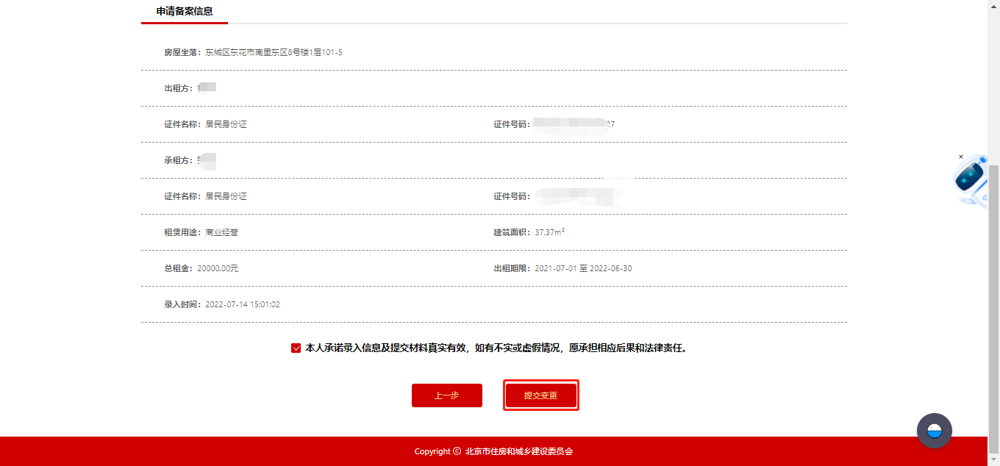 申请备案信息
房屋坐落：东城区东花市南里东区8号楼1层101-5
出租方：
证件名称：居民身份证 证件号码：27
承租方：
证件名称：居民身份证 证件号码：
租赁用途：商业经营 建筑面积：37.37m²
总租金：20000.00元 出租期限：2021-07-01 至 2022-06-30
录入时间：2022-07-14 15:01:02
本人承诺录入信息及提交材料真实有效，如有不实或虚假情况，愿承担相应后果和法律责任。
上一步 提交变更
Copyright ⓒ 北京市住房和城乡建设委员会